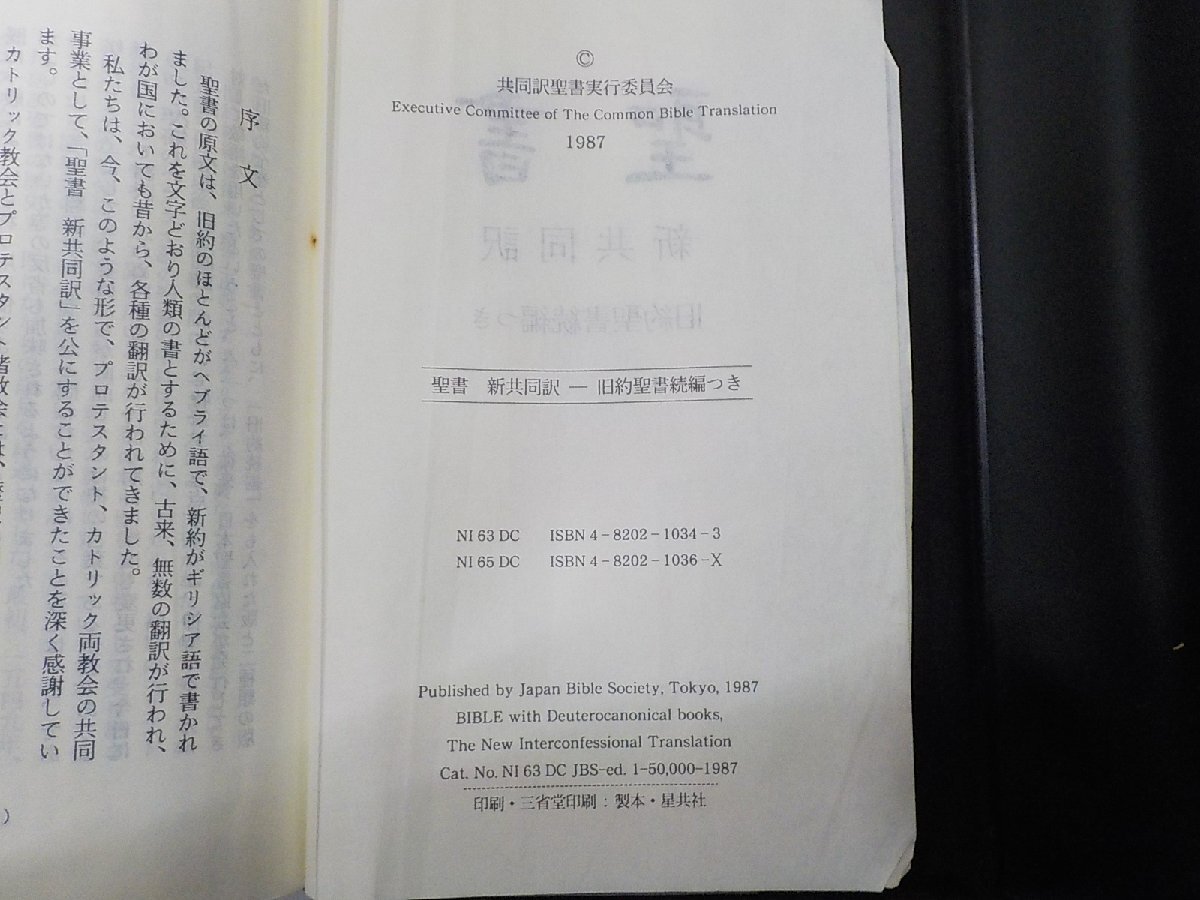 序文
聖書の原文は、旧約のほとんどがヘブライ語で、新約がギリシア語で書かれ
ました。これを文字どおり人類の書とするために、古来、無数の翻訳が行われ、
わが国においても昔から、各種の翻訳が行われてきました。
私たちは、今、このような形で、プロテスタント、カトリック両教会の共同
事業として、「聖書 新共同訳」を公にすることができたことを深く感謝してい
ます。
カトリック教会とプロテスタント諸教会には、
©
共同訳聖書実行委員会
Executive Committee of The Common Bible Translation
1987
聖書 新共同訳 ― 旧約聖書続編つき
NI 63 DC ISBN 4-8202-1034-3
NI 65 DC ISBN 4-8202-1036-X
Published by Japan Bible Society, Tokyo, 1987
BIBLE with Deuterocanonical books,
The New Interconfessional Translation
Cat. No. NI 63 DC JBS-ed. 1-50,000-1987
印刷・三省堂印刷：製本・星共社